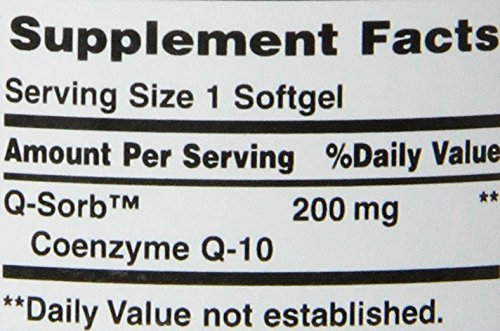 Supplement Facts
Serving Size 1 Softgel
Amount Per Serving %Daily Value
Q-Sorb™ 200 mg **
Coenzyme Q-10
**Daily Value not established.